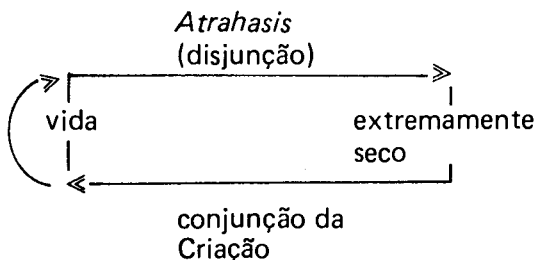 Atrahasis
(disjunção)
vida
extremamente
seco
conjunção da
Criação